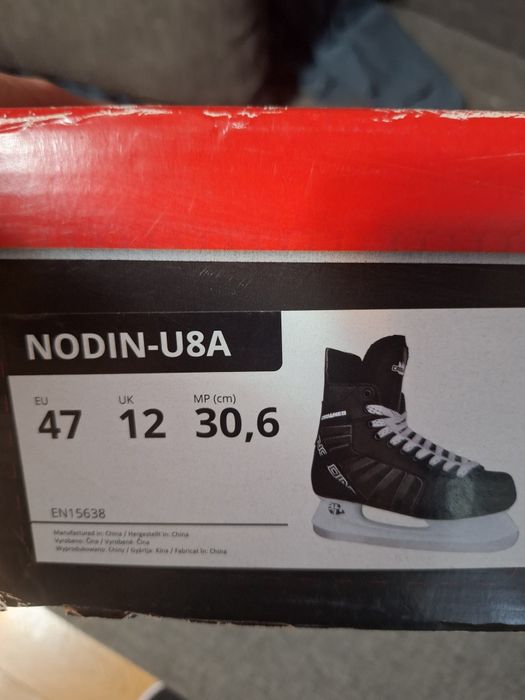 NODIN-U8A
EU UK MP (cm)
47 12 30,6
EN15638
Manufactured in: China / Hergestellt in: China
Vyrobeno: Čína / Vyrobené: Čína
Wyprodukowano: Chiny / Gyártja: Kína / Fabricat în: China